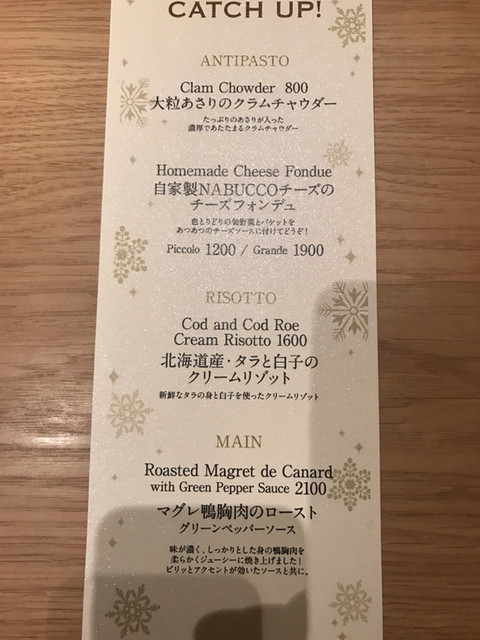 CATCH UP!
ANTIPASTO
Clam Chowder 800
大粒あさりのクラムチャウダー
たっぷりのあさりが入った
濃厚であたたまるクラムチャウダー
Homemade Cheese Fondue
自家製NABUCCOチーズの
チーズフォンデュ
色とりどりの旬野菜とバゲットを
あつあつのチーズソースに付けてどうぞ!
Piccolo 1200 / Grande 1900
RISOTTO
Cod and Cod Roe
Cream Risotto 1600
北海道産・タラと白子の
クリームリゾット
新鮮なタラの身と白子を使ったクリームリゾット
MAIN
Roasted Magret de Canard
with Green Pepper Sauce 2100
マグレ鴨胸肉のロースト
グリーンペッパーソース
味が濃く、しっかりとした身の鴨胸肉を
柔らかくジューシーに焼き上げました!
ピリッとアクセントが効いたソースと共に。